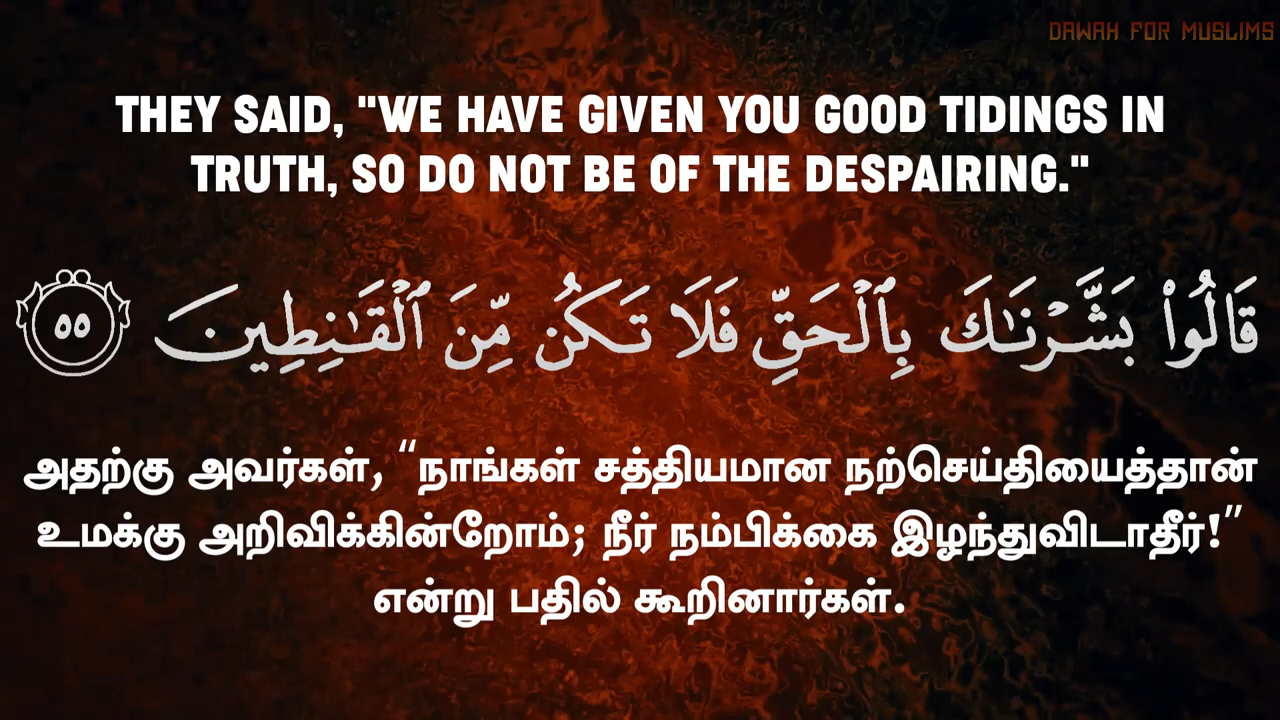 DAWAH FOR MUSLIMS
THEY SAID, "WE HAVE GIVEN YOU GOOD TIDINGS IN
TRUTH, SO DO NOT BE OF THE DESPAIRING."
قَالُوا۟ بَشَّرْنَـٰكَ بِٱلْحَقِّ فَلَا تَكُن مِّنَ ٱلْقَـٰنِطِينَ ٥٥
அதற்கு அவர்கள், “நாங்கள் சத்தியமான நற்செய்தியைத்தான்
உமக்கு அறிவிக்கின்றோம்; நீர் நம்பிக்கை இழந்துவிடாதீர்!”
என்று பதில் கூறினார்கள்.